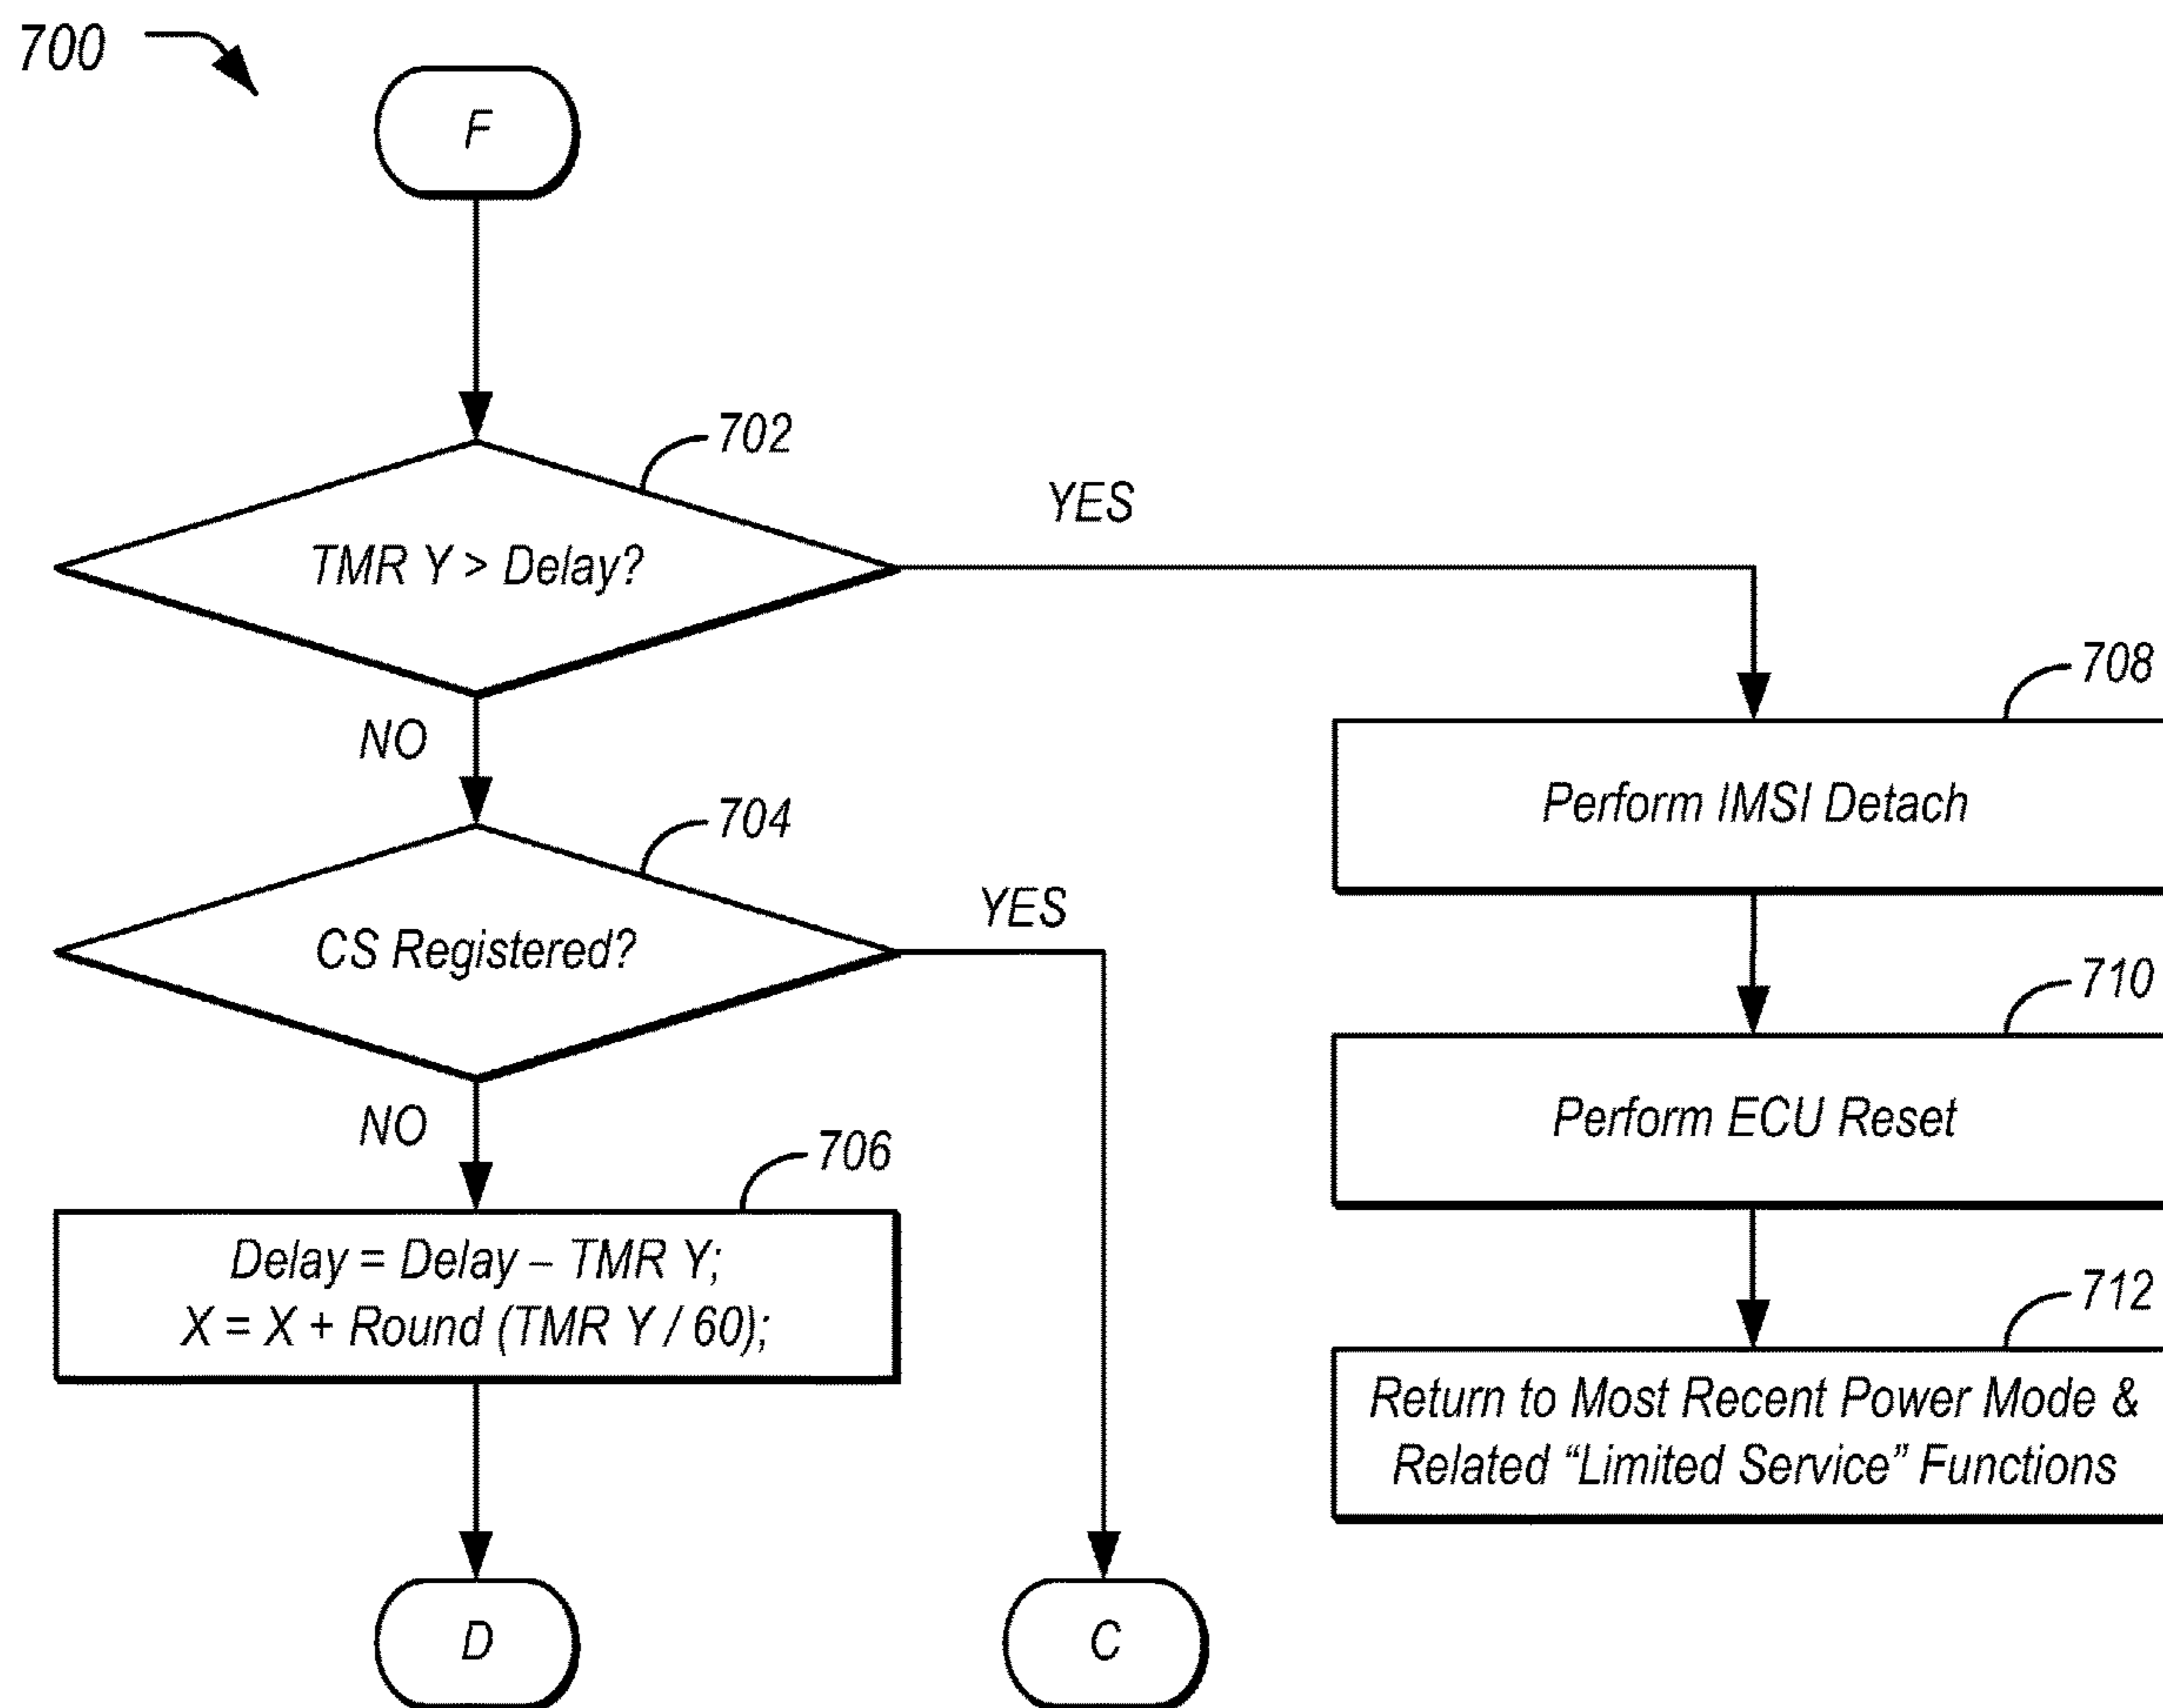 700
F
702
TMR Y > Delay?
YES
NO
704
CS Registered?
YES
NO
706
Delay = Delay – TMR Y;
X = X + Round (TMR Y / 60);
D
C
708
Perform IMSI Detach
710
Perform ECU Reset
712
Return to Most Recent Power Mode &
Related “Limited Service” Functions